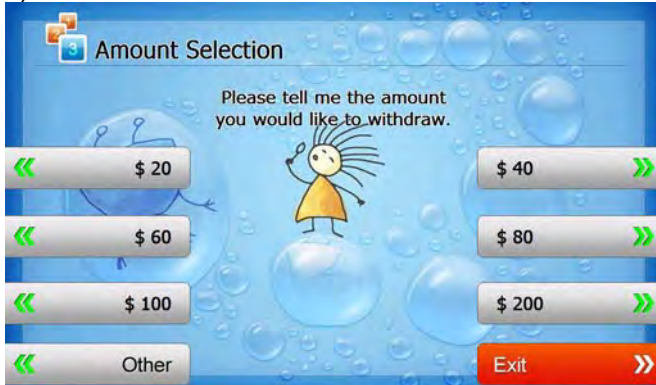 3
Amount Selection
Please tell me the amount
you would like to withdraw.
$ 20
$ 40
$ 60
$ 80
$ 100
$ 200
Other
Exit